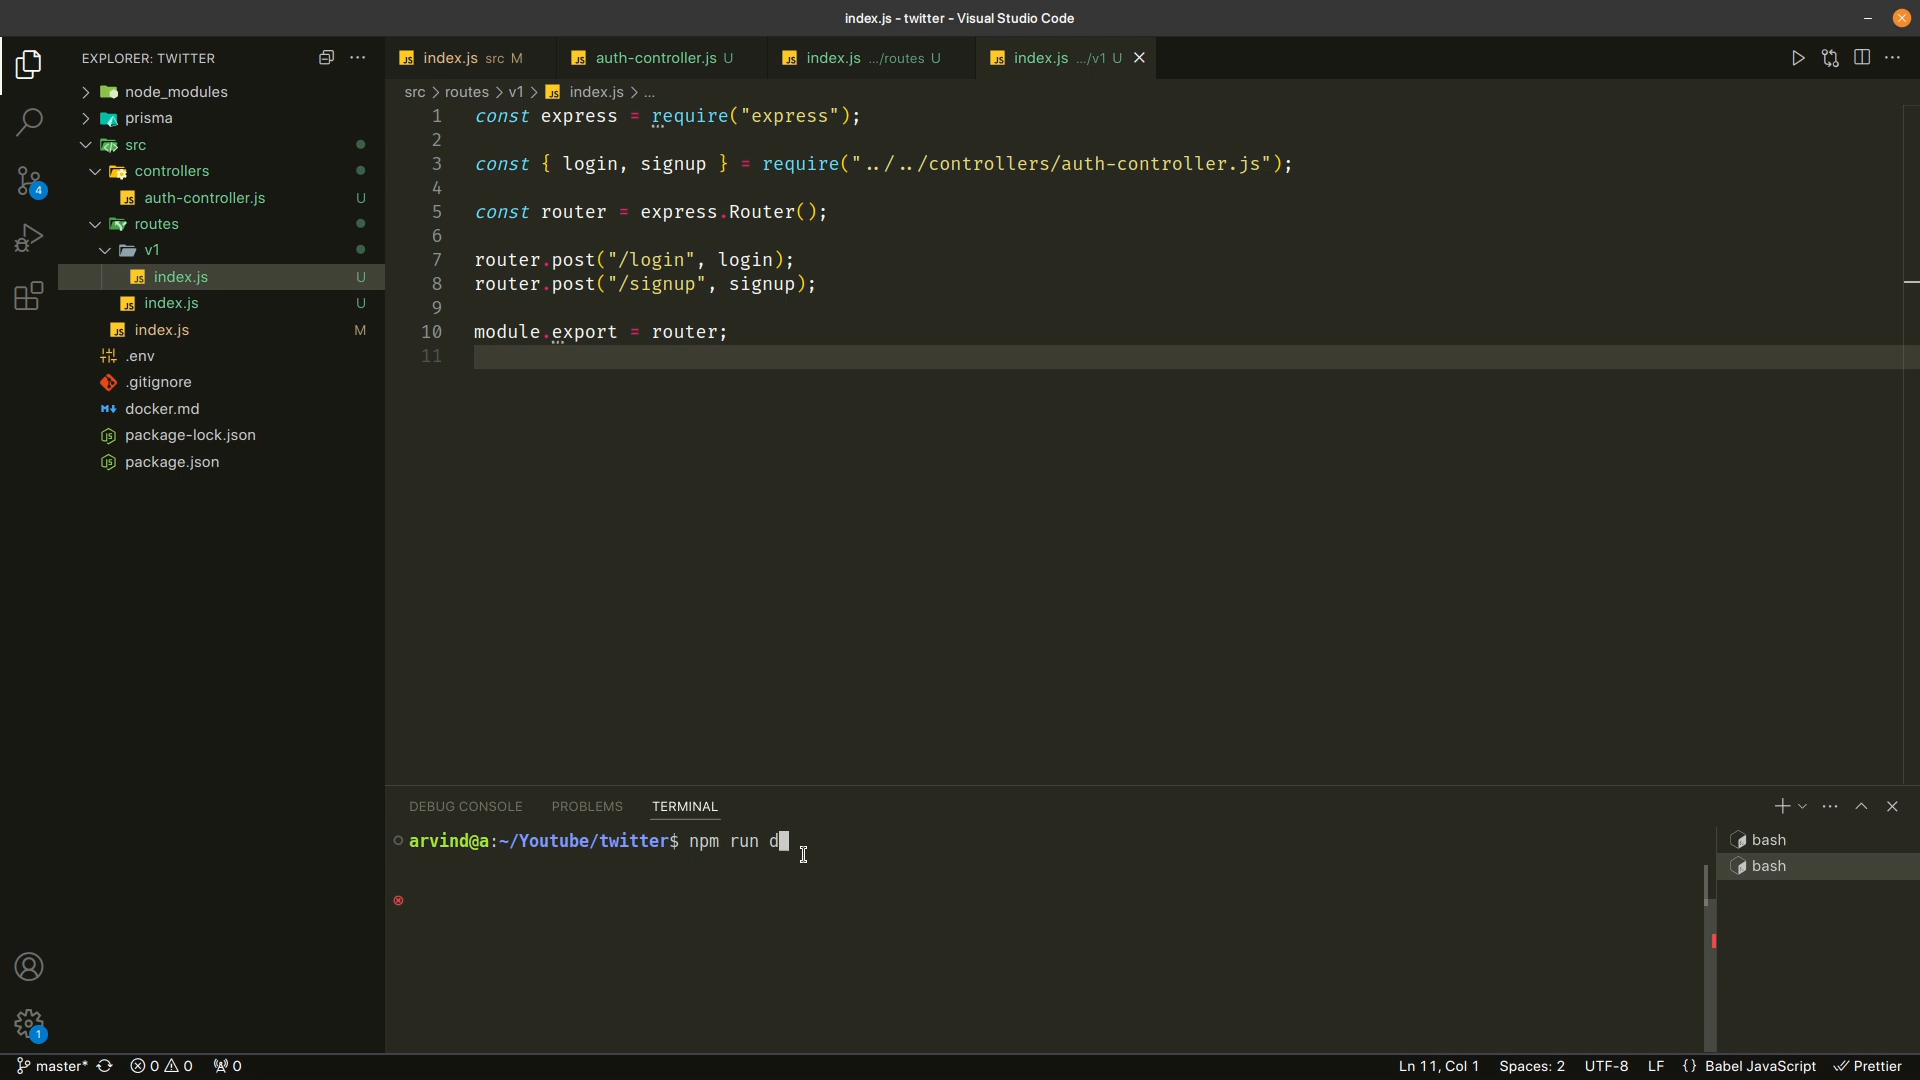 index.js - twitter - Visual Studio Code
EXPLORER: TWITTER
node_modules
prisma
src
controllers
auth-controller.js U
routes
v1
index.js U
index.js U
index.js M
.env
.gitignore
docker.md
package-lock.json
package.json
4
1
index.js src M
auth-controller.js U
index.js .../routes U
index.js .../v1 U
src > routes > v1 > JS index.js > ...
1 const express = require("express");
2
3 const { login, signup } = require("../../controllers/auth-controller.js");
4
5 const router = express.Router();
6
7 router.post("/login", login);
8 router.post("/signup", signup);
9
10 module.export = router;
11
DEBUG CONSOLE PROBLEMS TERMINAL
arvind@a:~/Youtube/twitter$ npm run d
bash
bash
master* 0 0 0 Ln 11, Col 1 Spaces: 2 UTF-8 LF {} Babel JavaScript Prettier